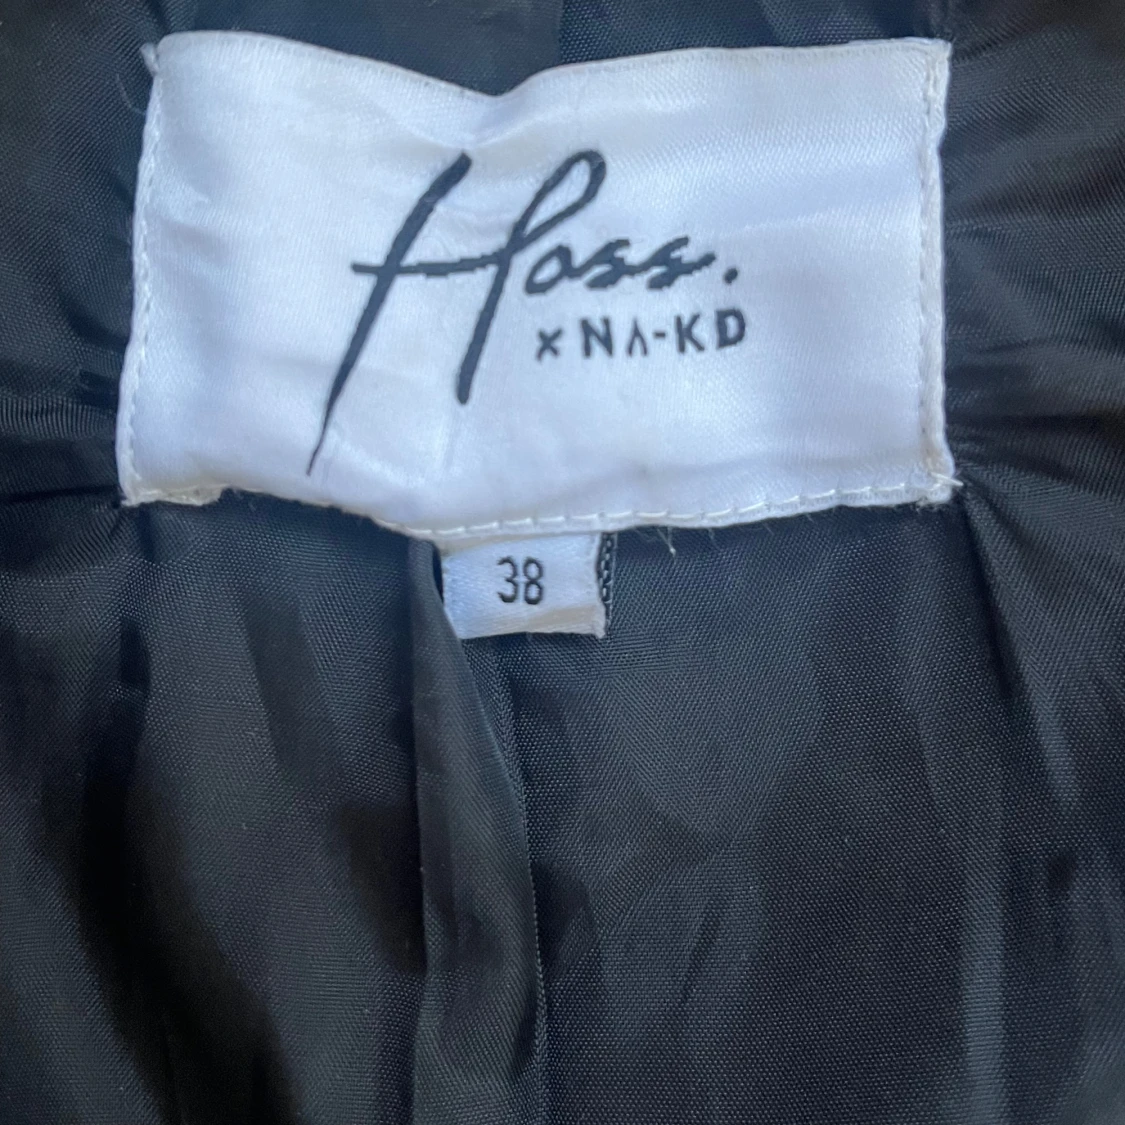 Hoss.
x NA-KD
38